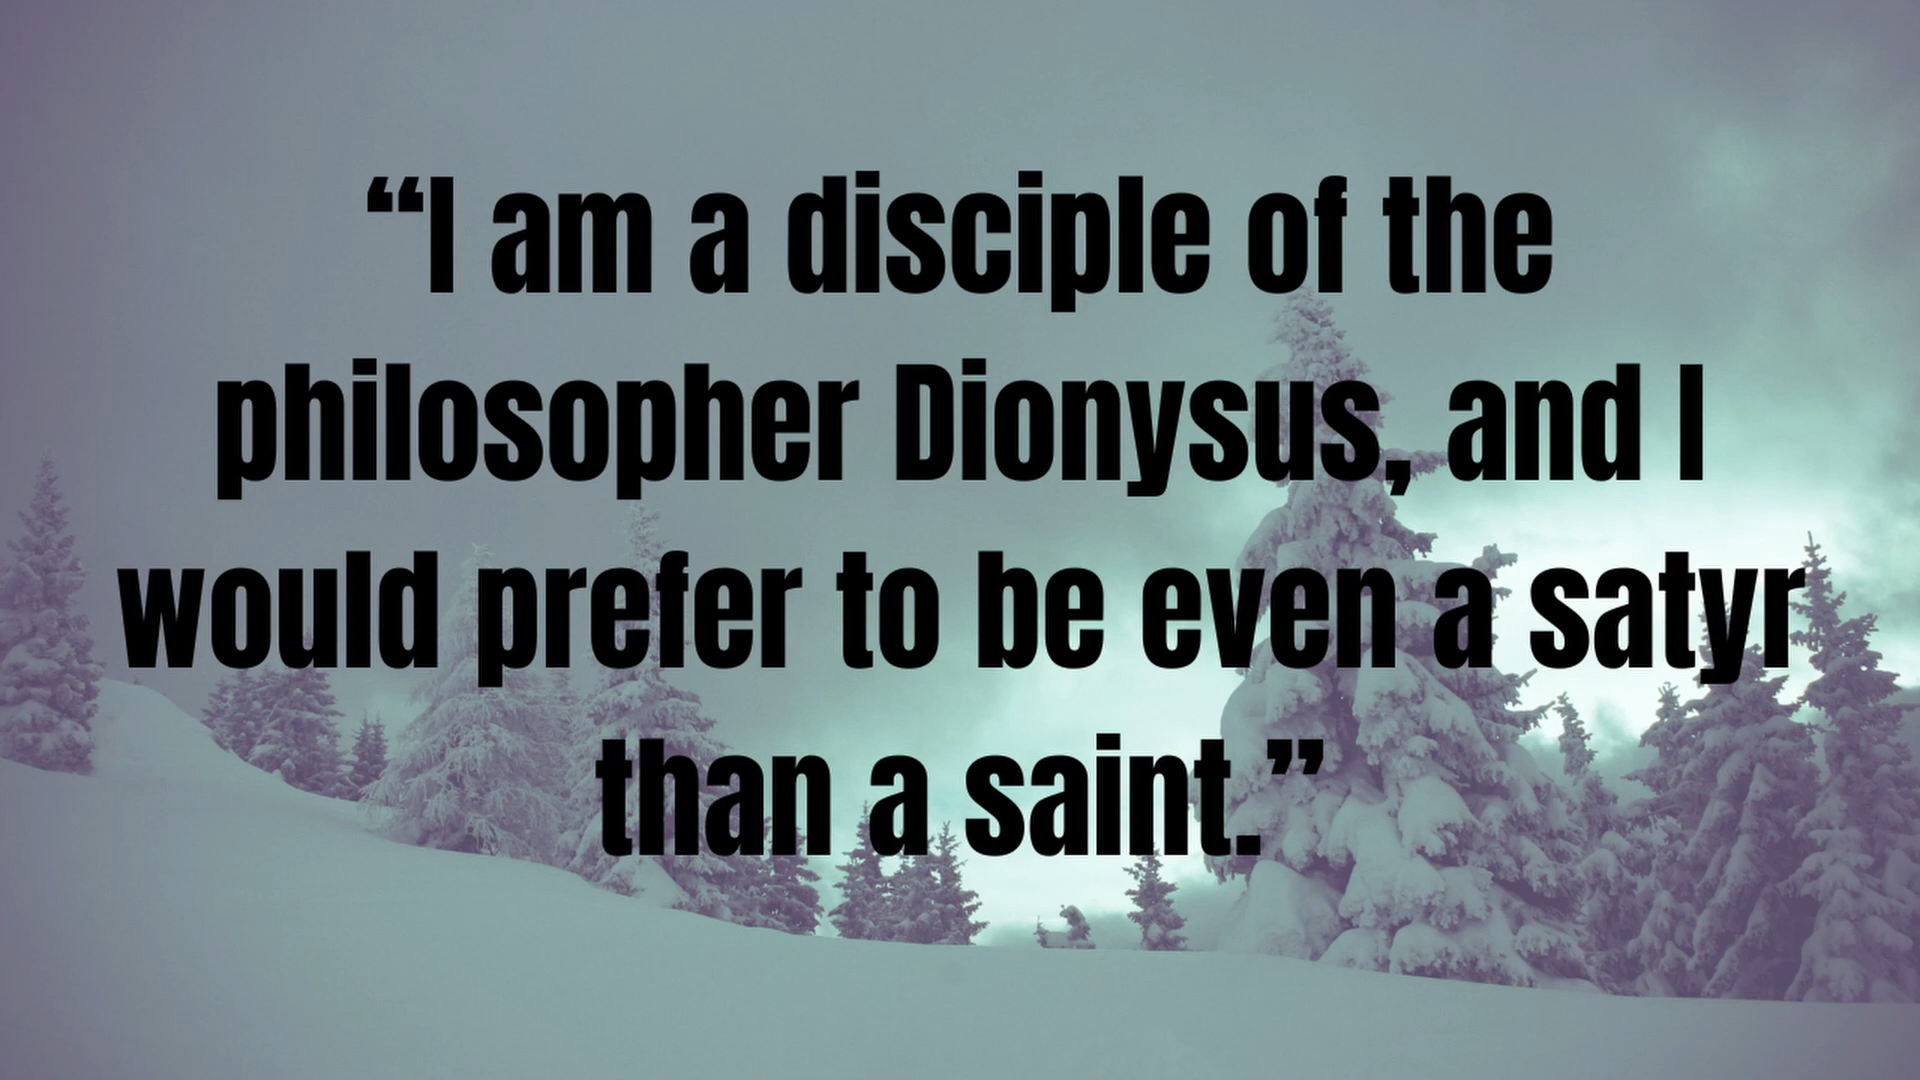 “I am a disciple of the
philosopher Dionysus, and I
would prefer to be even a satyr
than a saint.”